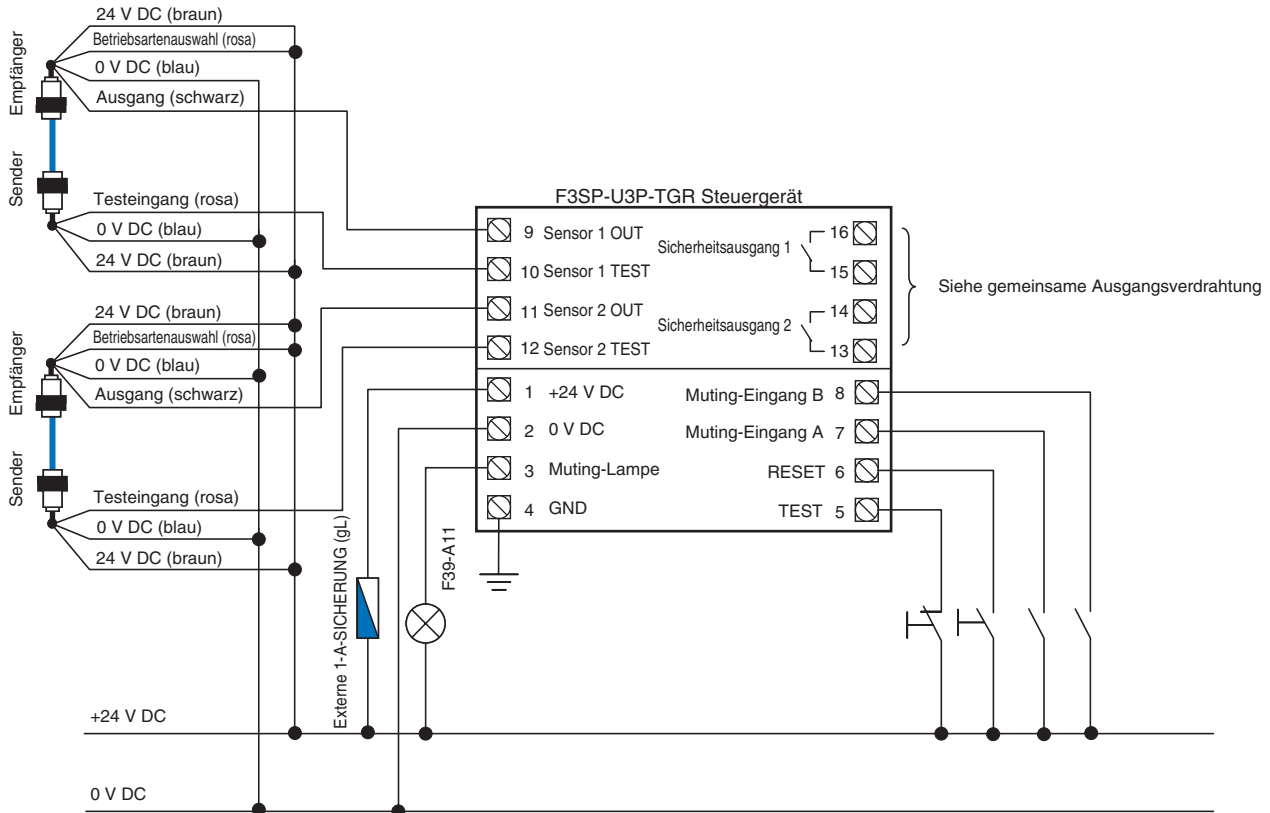 24 V DC (braun)
Betriebsartenauswahl (rosa)
0 V DC (blau)
Ausgang (schwarz)
Empfänger
Sender
Testeingang (rosa)
0 V DC (blau)
24 V DC (braun)
24 V DC (braun)
Betriebsartenauswahl (rosa)
0 V DC (blau)
Ausgang (schwarz)
Empfänger
Sender
Testeingang (rosa)
0 V DC (blau)
24 V DC (braun)
F3SP-U3P-TGR Steuergerät
9 Sensor 1 OUT
10 Sensor 1 TEST
11 Sensor 2 OUT
12 Sensor 2 TEST
Sicherheitsausgang 1
16
15
Sicherheitsausgang 2
14
13
Siehe gemeinsame Ausgangsverdrahtung
1 +24 V DC
2 0 V DC
3 Muting-Lampe
4 GND
Muting-Eingang B 8
Muting-Eingang A 7
RESET 6
TEST 5
Externe 1-A-SICHERUNG (gL)
F39-A11
+24 V DC
0 V DC